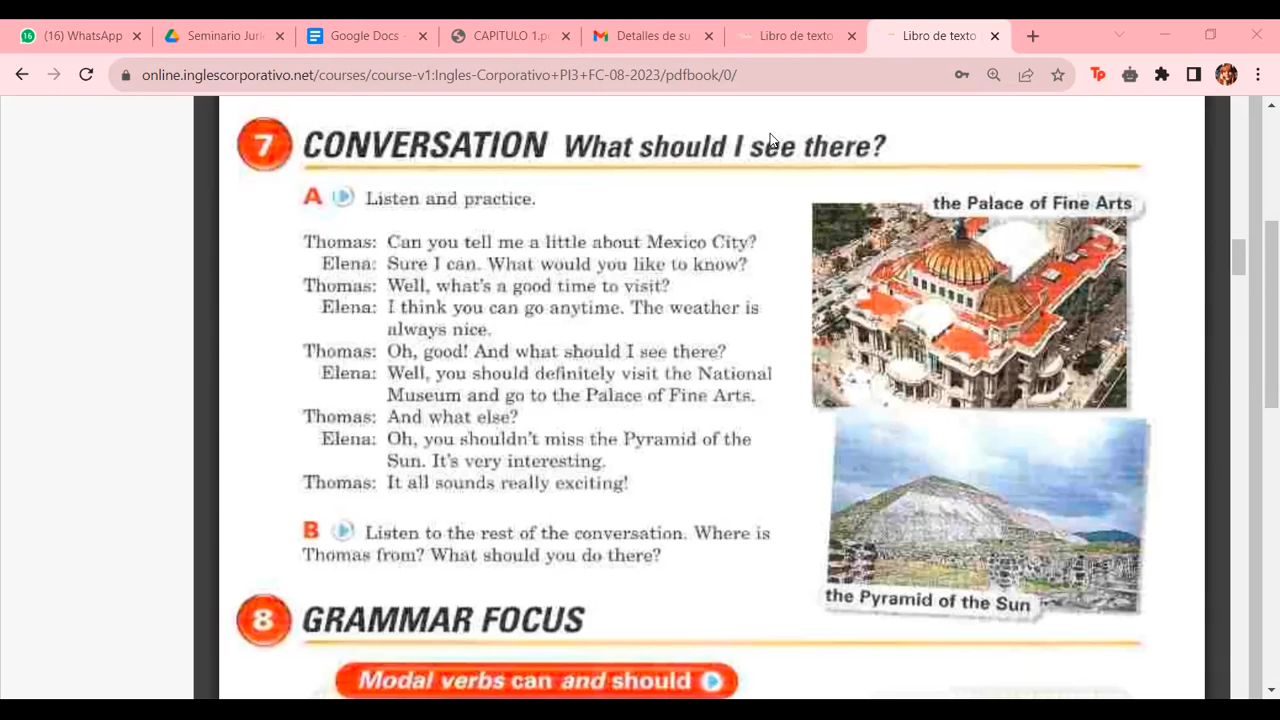 (16) WhatsApp
Seminario Juri
Google Docs -
CAPITULO 1.p
Detalles de su
Libro de texto
Libro de texto
online.inglescorporativo.net/courses/course-v1:Ingles-Corporativo+PI3+FC-08-2023/pdfbook/0/
7 CONVERSATION What should I see there?
A Listen and practice.
the Palace of Fine Arts
Thomas: Can you tell me a little about Mexico City?
Elena: Sure I can. What would you like to know?
Thomas: Well, what's a good time to visit?
Elena: I think you can go anytime. The weather is
always nice.
Thomas: Oh, good! And what should I see there?
Elena: Well, you should definitely visit the National
Museum and go to the Palace of Fine Arts.
Thomas: And what else?
Elena: Oh, you shouldn't miss the Pyramid of the
Sun. It's very interesting.
Thomas: It all sounds really exciting!
B Listen to the rest of the conversation. Where is
Thomas from? What should you do there?
the Pyramid of the Sun
8 GRAMMAR FOCUS
Modal verbs can and should